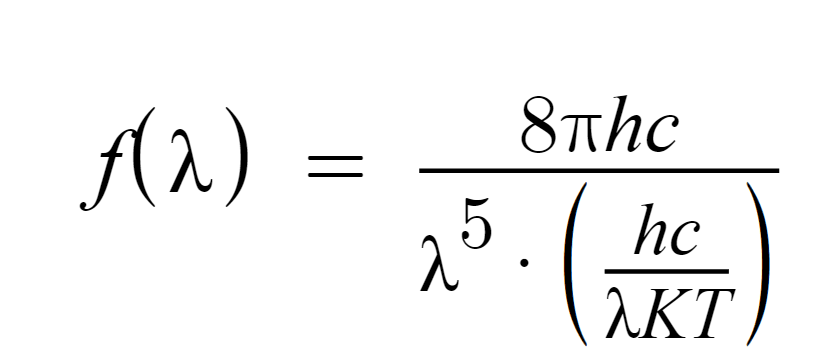 f(λ) = 8πhc / (λ^5 · (hc / λKT))